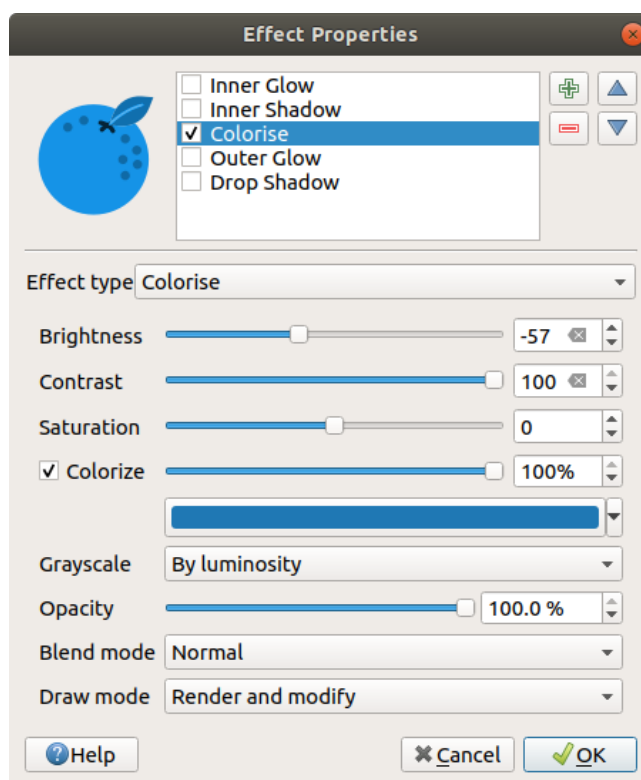 Effect Properties
Inner Glow
Inner Shadow
Colorise
Outer Glow
Drop Shadow
Effect type Colorise
Brightness -57
Contrast 100
Saturation 0
Colorize 100%
Grayscale By luminosity
Opacity 100.0 %
Blend mode Normal
Draw mode Render and modify
Help Cancel OK